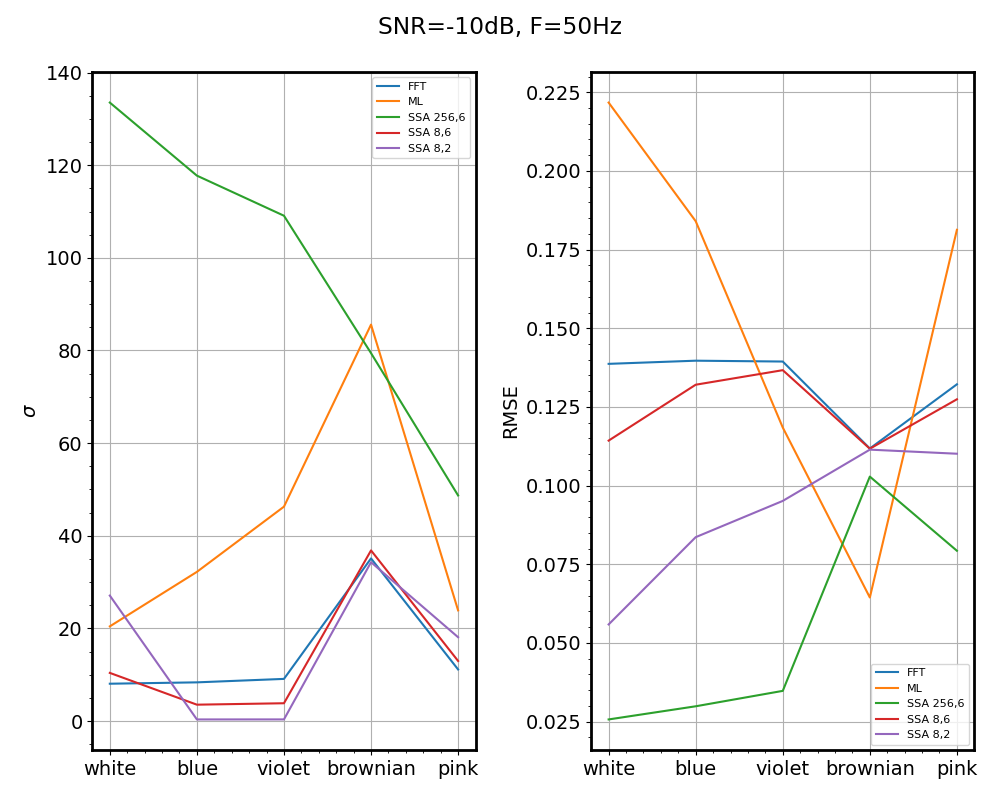 SNR=-10dB, F=50Hz
140
120
100
80
60
40
20
0
σ
white blue violet brownian pink
FFT
ML
SSA 256,6
SSA 8,6
SSA 8,2
0.225
0.200
0.175
0.150
0.125
0.100
0.075
0.050
0.025
RMSE
white blue violet brownian pink
FFT
ML
SSA 256,6
SSA 8,6
SSA 8,2